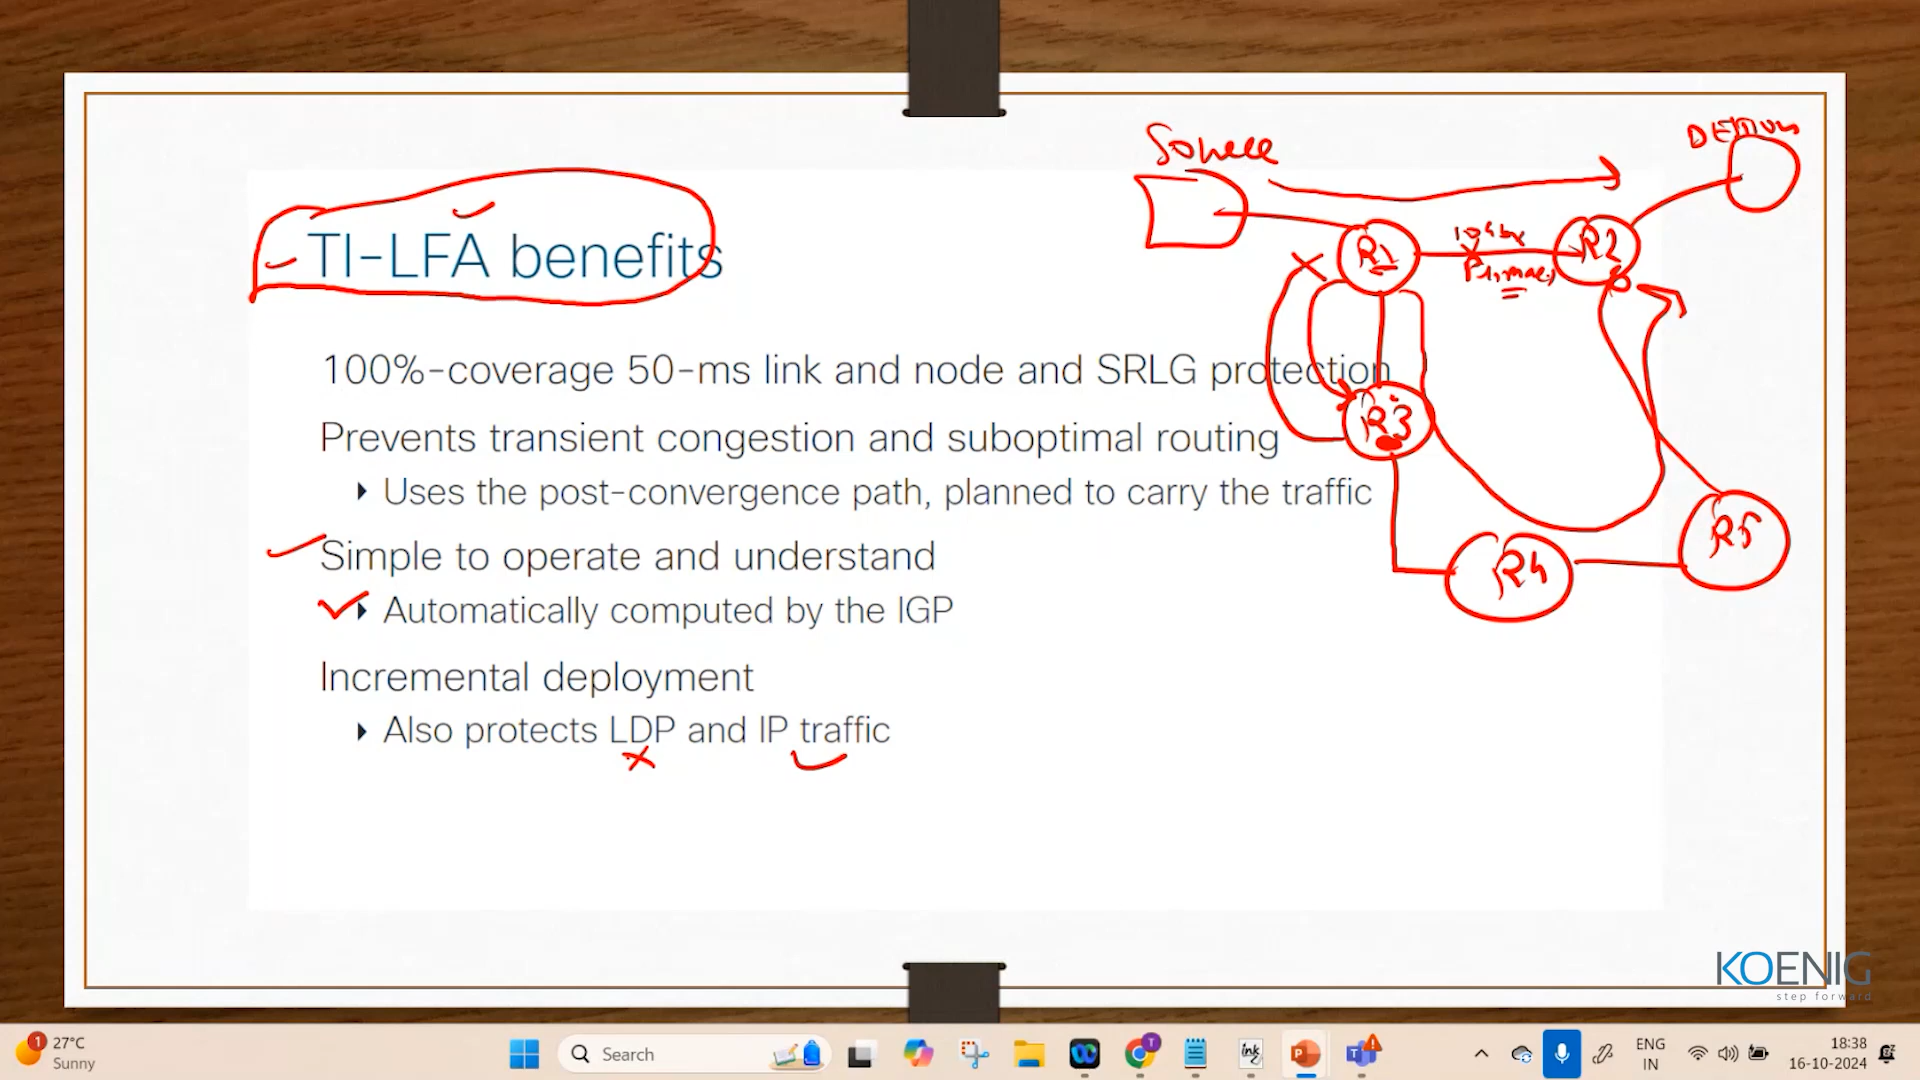 TI-LFA benefits
100%-coverage 50-ms link and node and SRLG protection
Prevents transient congestion and suboptimal routing
Uses the post-convergence path, planned to carry the traffic
Simple to operate and understand
Automatically computed by the IGP
Incremental deployment
Also protects LDP and IP traffic
Source
R1
R2
R3
R4
R5
KOENIG
step forward
1
27°C
Sunny
Search
ENG
IN
18:38
16-10-2024